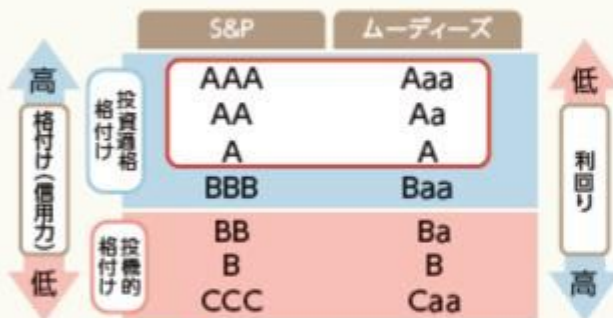 S&P ムーディーズ
高
格付け(信用力)
低
投資適格
格付け
AAA Aaa
AA Aa
A A
BBB Baa
投機的
格付け
BB Ba
B B
CCC Caa
低
利回り
高